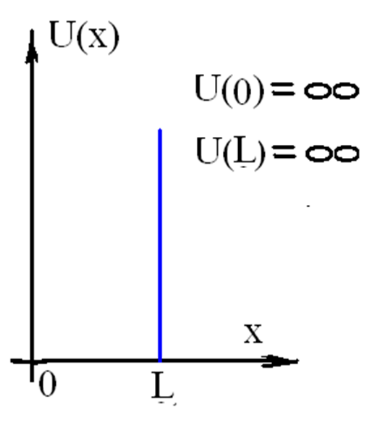 U(x)
U(0)=∞
U(L)=∞
x
0
L